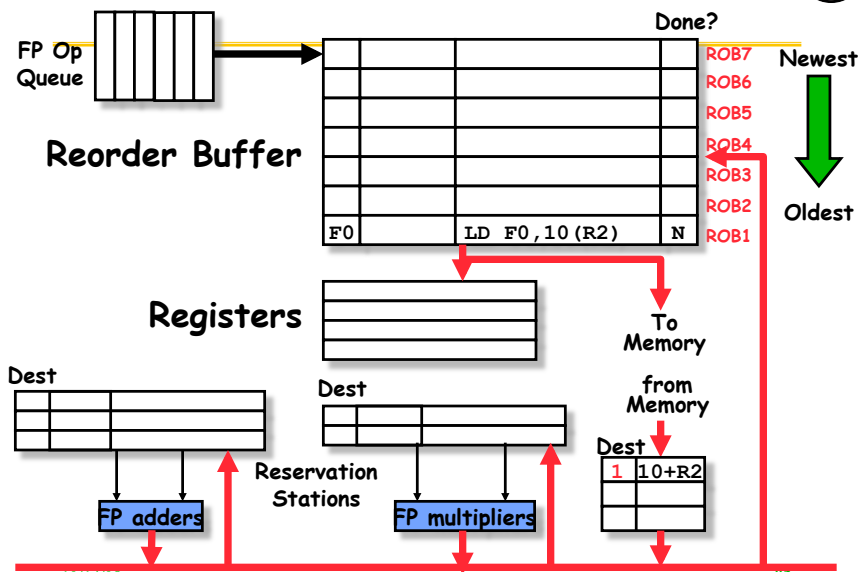 Done?
FP Op
Queue
ROB7
Newest
ROB6
ROB5
Reorder Buffer
ROB4
ROB3
ROB2
Oldest
F0 LD F0,10(R2) N
ROB1
Registers
To
Memory
Dest
Dest
from
Memory
Dest
1 10+R2
Reservation
Stations
FP adders
FP multipliers